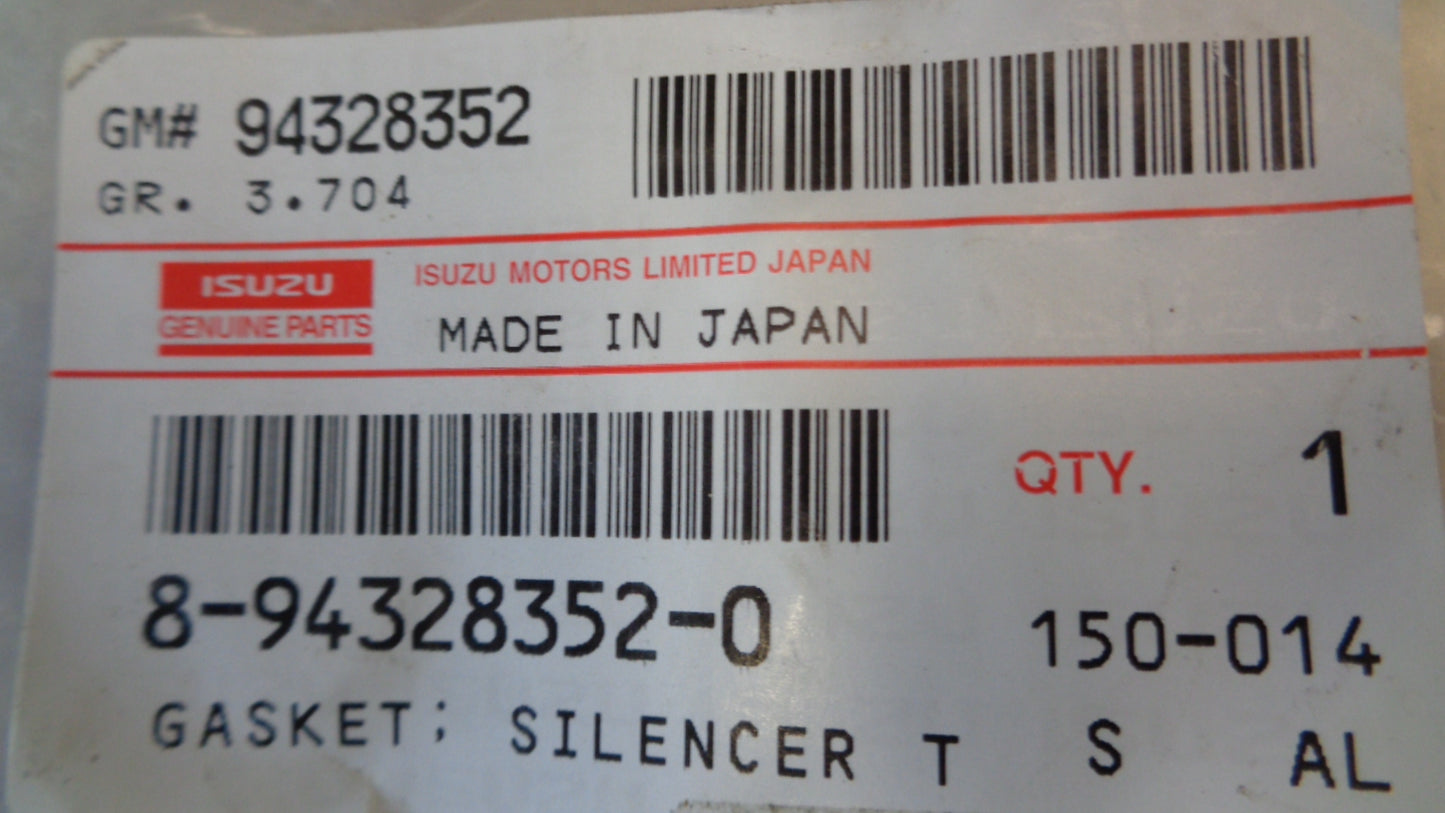 GM# 94328352
GR. 3.704
ISUZU
GENUINE PARTS
ISUZU MOTORS LIMITED JAPAN
MADE IN JAPAN
QTY. 1
8-94328352-0 150-014
GASKET; SILENCER T S AL